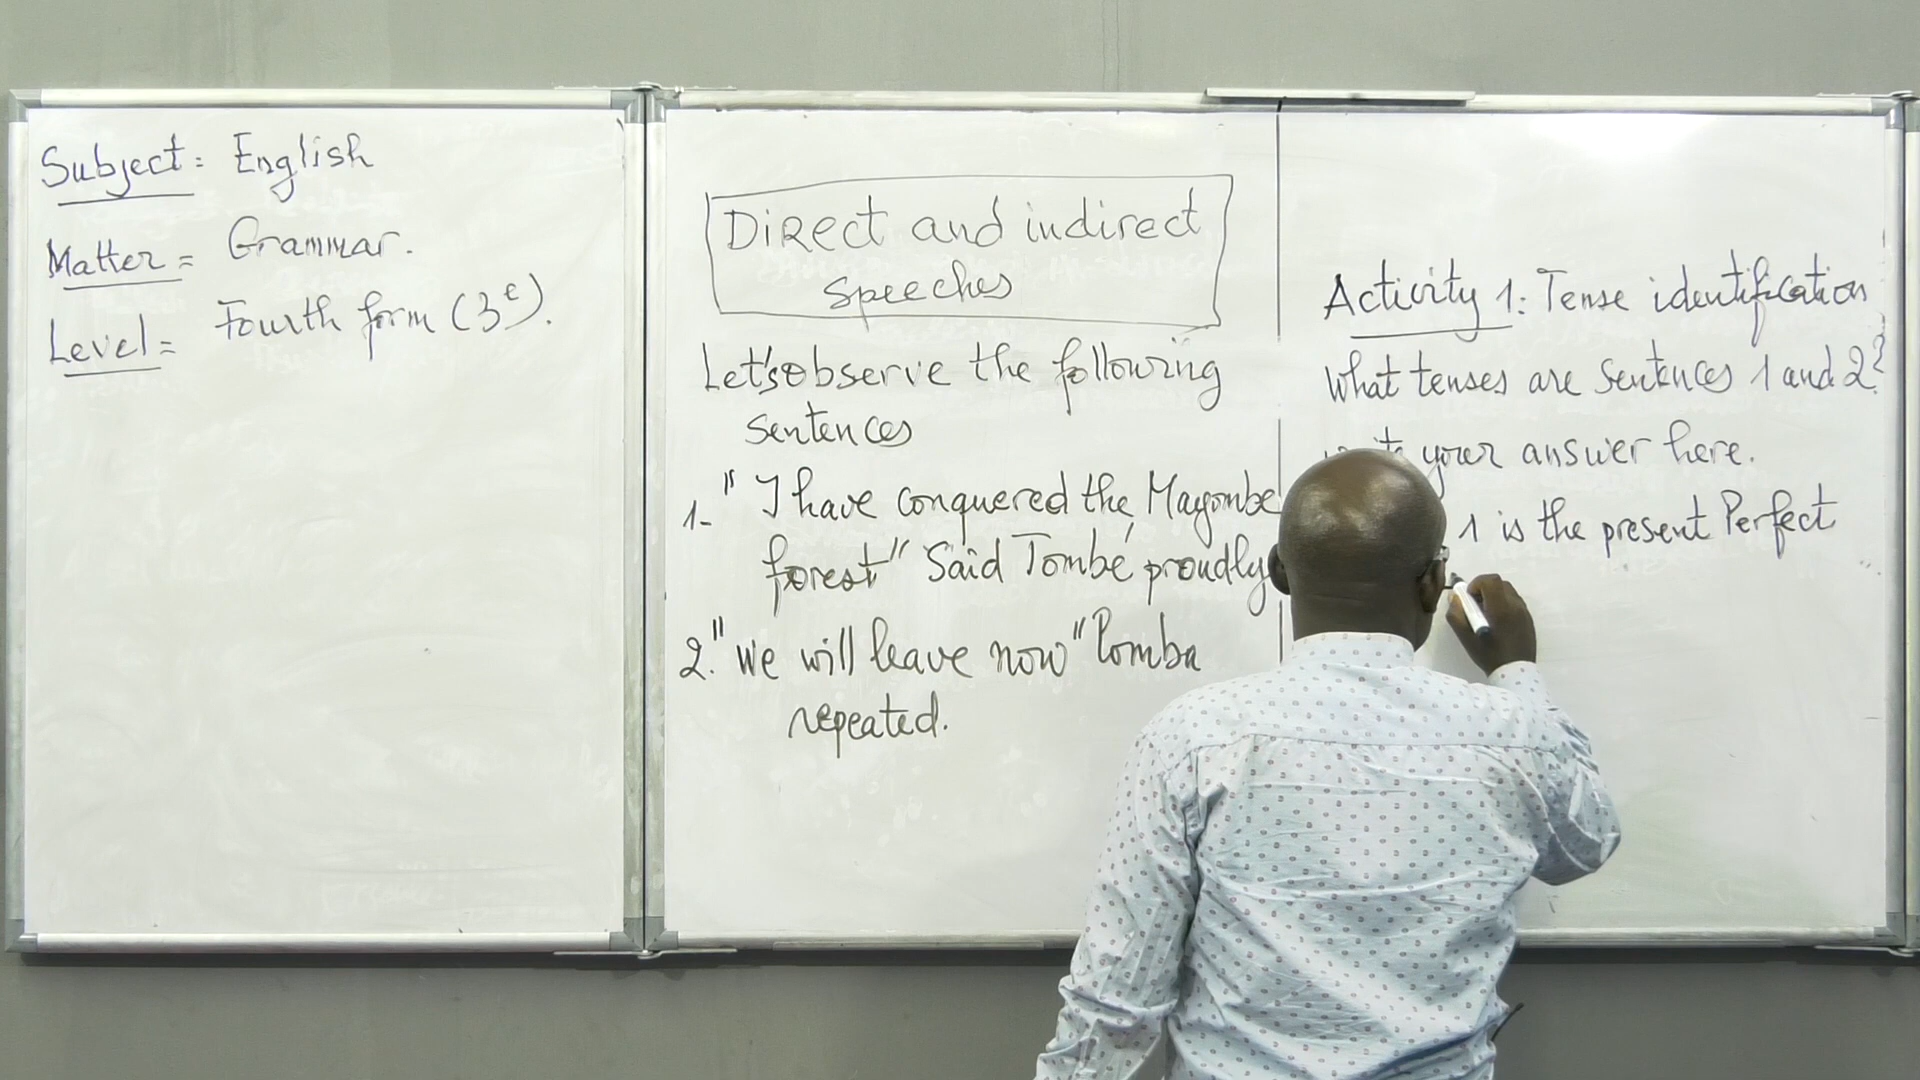 Subject: English
Matter = Grammar.
Level = Fourth form (3e).
Direct and indirect
speeches
Let's observe the following
sentences
1- "I have conquered the Mayombe
forest" Said Tombé proudly
2." we will leave now" Pomba
repeated.
Activity 1: Tense identification
What tenses are sentences 1 and 2?
your answer here.
1 is the present Perfect